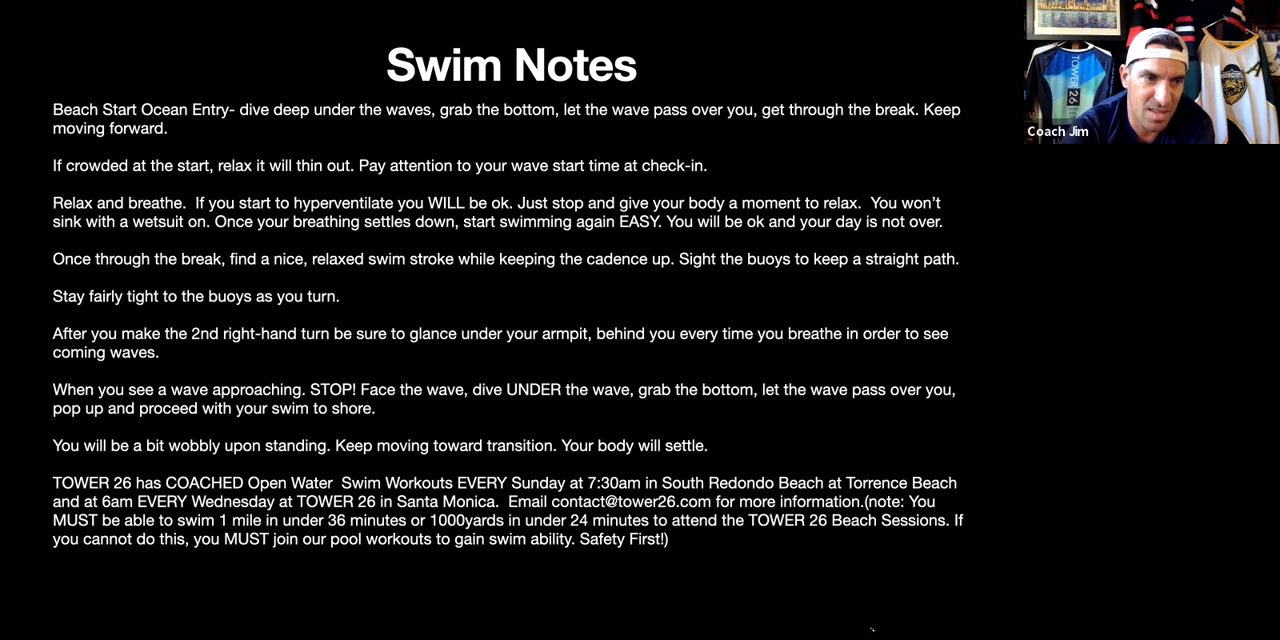 Swim Notes
Beach Start Ocean Entry- dive deep under the waves, grab the bottom, let the wave pass over you, get through the break. Keep
moving forward.
If crowded at the start, relax it will thin out. Pay attention to your wave start time at check-in.
Relax and breathe.  If you start to hyperventilate you WILL be ok. Just stop and give your body a moment to relax.  You won't
sink with a wetsuit on. Once your breathing settles down, start swimming again EASY. You will be ok and your day is not over.
Once through the break, find a nice, relaxed swim stroke while keeping the cadence up. Sight the buoys to keep a straight path.
Stay fairly tight to the buoys as you turn.
After you make the 2nd right-hand turn be sure to glance under your armpit, behind you every time you breathe in order to see
coming waves.
When you see a wave approaching. STOP! Face the wave, dive UNDER the wave, grab the bottom, let the wave pass over you,
pop up and proceed with your swim to shore.
You will be a bit wobbly upon standing. Keep moving toward transition. Your body will settle.
TOWER 26 has COACHED Open Water  Swim Workouts EVERY Sunday at 7:30am in South Redondo Beach at Torrence Beach
and at 6am EVERY Wednesday at TOWER 26 in Santa Monica.  Email contact@tower26.com for more information.(note: You
MUST be able to swim 1 mile in under 36 minutes or 1000yards in under 24 minutes to attend the TOWER 26 Beach Sessions. If
you cannot do this, you MUST join our pool workouts to gain swim ability. Safety First!)
TOWER 26
Coach Jim